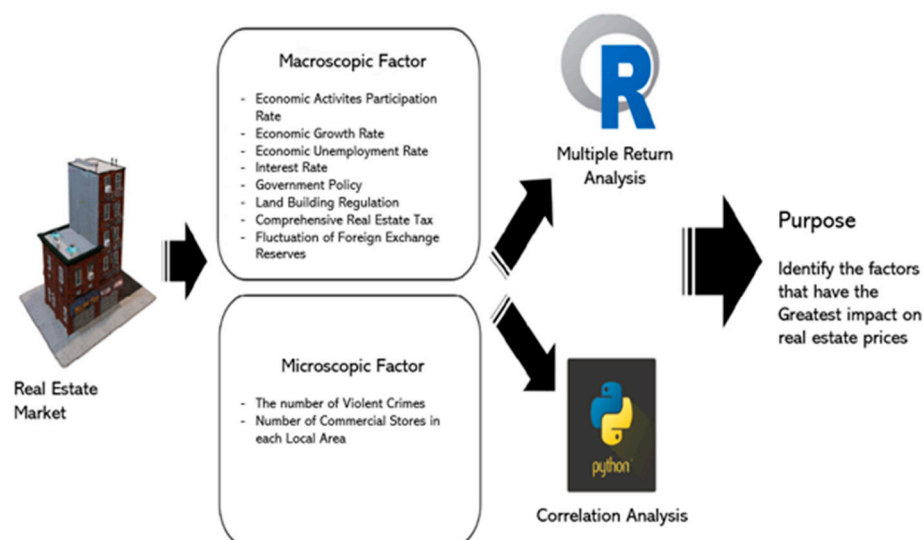 Macroscopic Factor
- Economic Activites Participation
Rate
- Economic Growth Rate
- Economic Unemployment Rate
- Interest Rate
- Government Policy
- Land Building Regulation
- Comprehensive Real Estate Tax
- Fluctuation of Foreign Exchange
Reserves
Real Estate
Market
Microscopic Factor
- The number of Violent Crimes
- Number of Commercial Stores in
each Local Area
R
Multiple Return
Analysis
python
Correlation Analysis
Purpose
Identify the factors
that have the
Greatest impact on
real estate prices